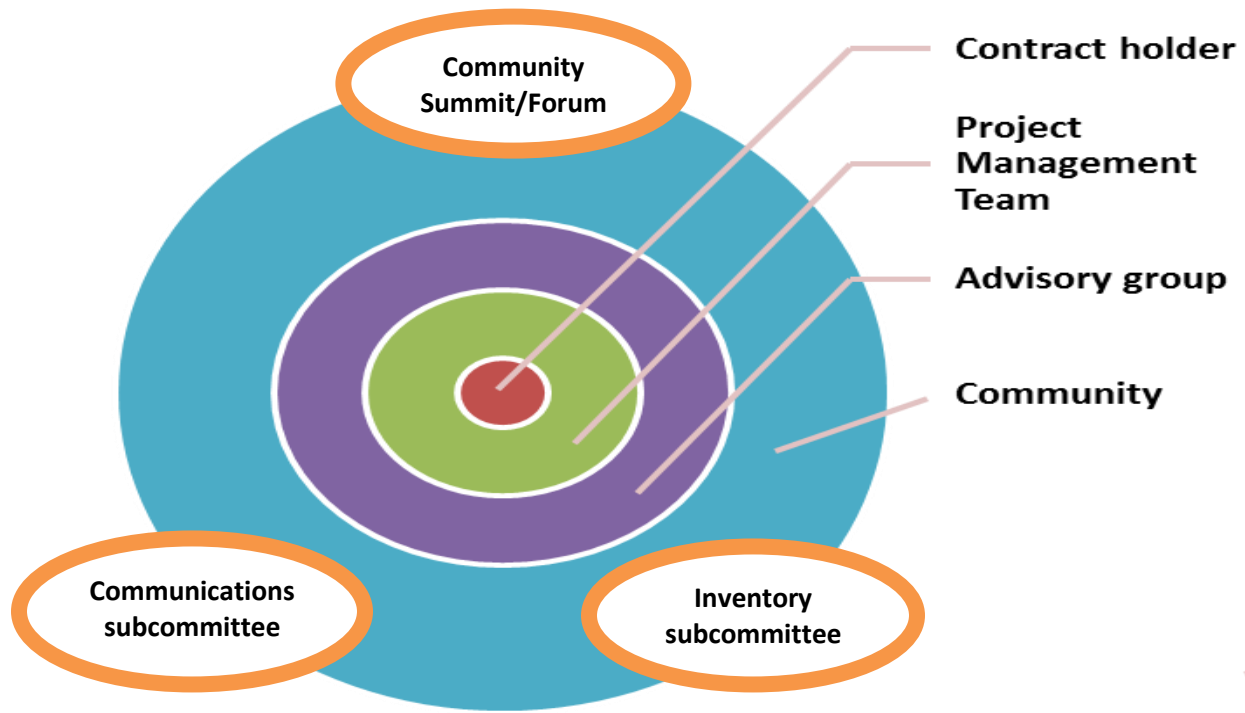 Community
Summit/Forum
Contract holder
Project
Management
Team
Advisory group
Community
Communications
subcommittee
Inventory
subcommittee